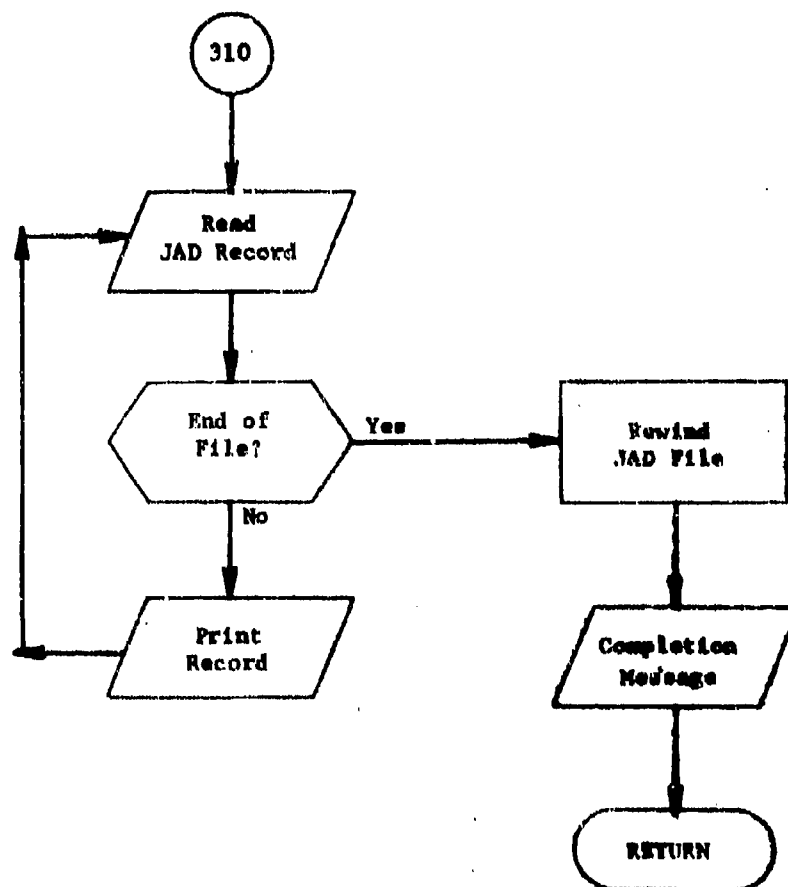 310
Read
JAD Record
End of
File?
Yes
No
Rewind
JAD File
Print
Record
Completion
Message
RETURN